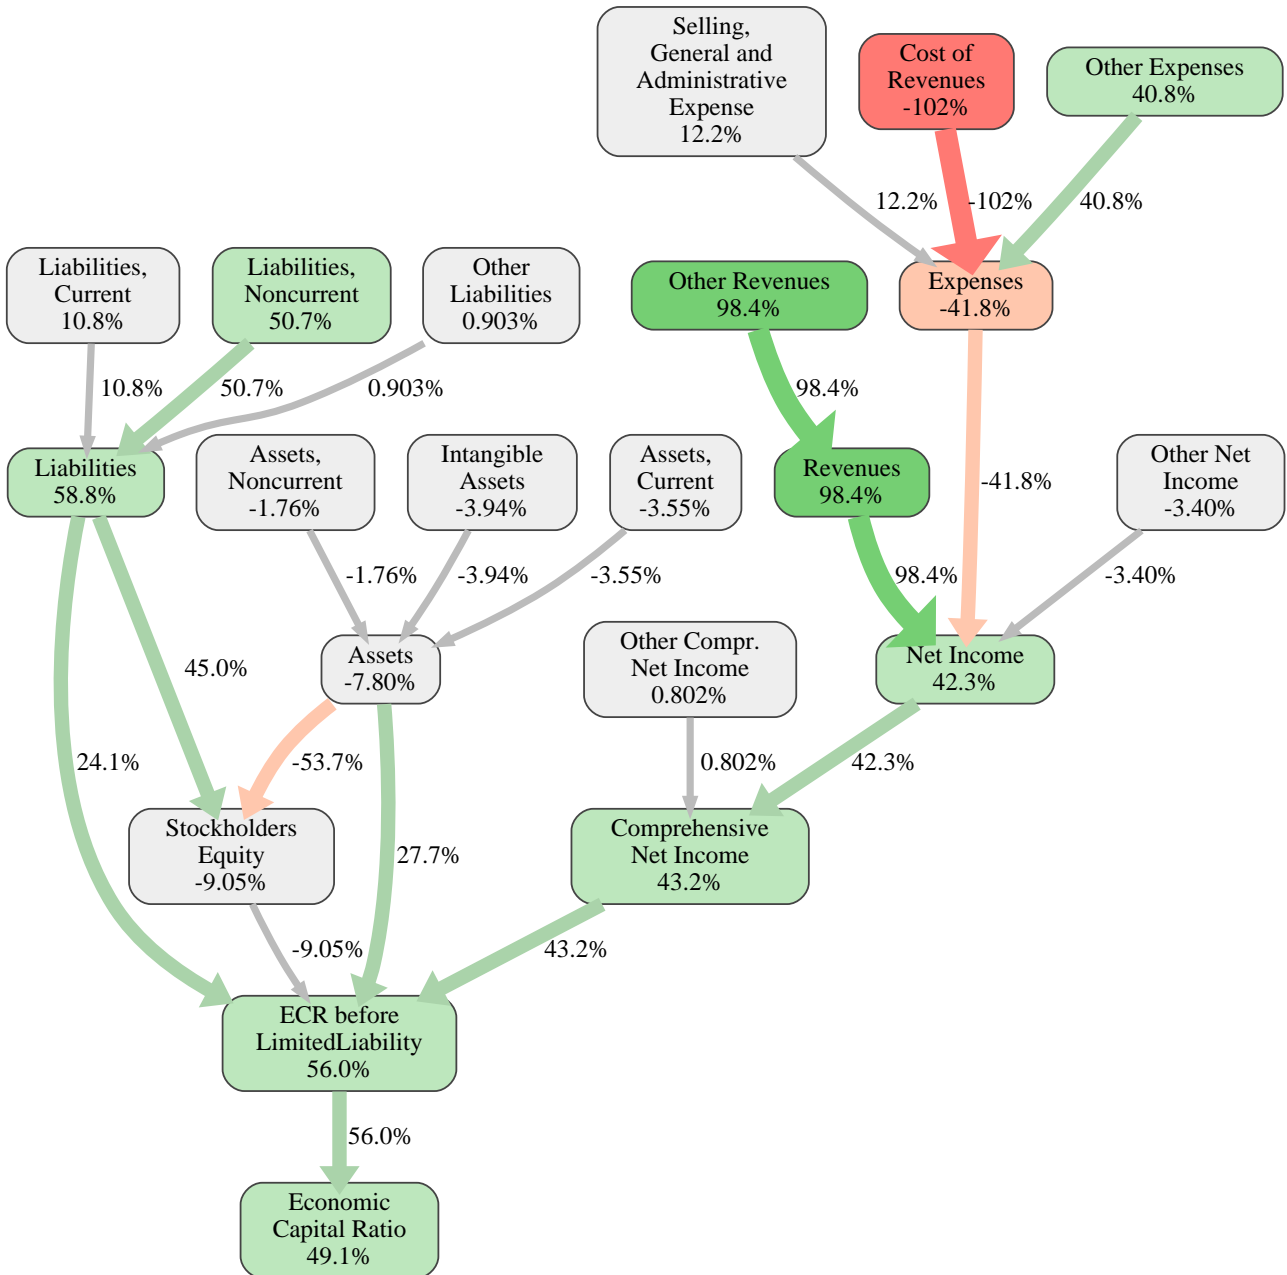 Selling,
General and
Administrative
Expense
12.2%
Cost of
Revenues
-102%
Other Expenses
40.8%
12.2%
-102%
40.8%
Liabilities,
Current
10.8%
Liabilities,
Noncurrent
50.7%
Other
Liabilities
0.903%
Other Revenues
98.4%
Expenses
-41.8%
10.8%
50.7%
0.903%
98.4%
-41.8%
Liabilities
58.8%
Assets,
Noncurrent
-1.76%
Intangible
Assets
-3.94%
Assets,
Current
-3.55%
Revenues
98.4%
Other Net
Income
-3.40%
-1.76%
-3.94%
-3.55%
98.4%
-3.40%
45.0%
Assets
-7.80%
Other Compr.
Net Income
0.802%
Net Income
42.3%
24.1%
-53.7%
27.7%
0.802%
42.3%
Stockholders
Equity
-9.05%
Comprehensive
Net Income
43.2%
-9.05%
43.2%
ECR before
LimitedLiability
56.0%
56.0%
Economic
Capital Ratio
49.1%